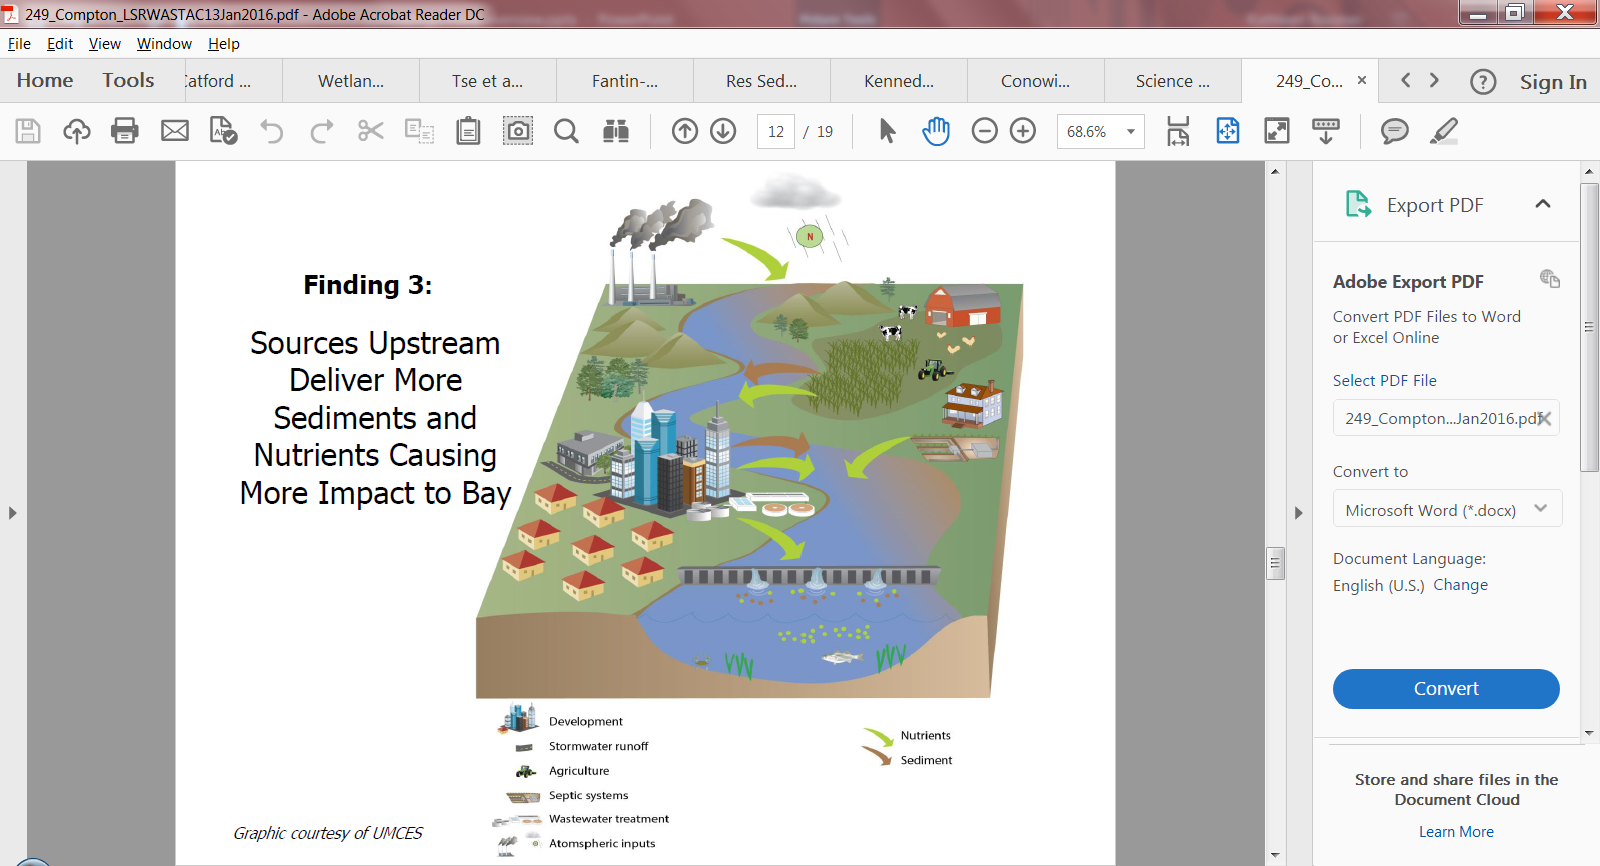 249_Compton_LSRWASTAC13Jan2016.pdf - Adobe Acrobat Reader DC
File Edit View Window Help
Home Tools Catford ... Wetlan... Tse et a... Fantin-... Res Sed... Kenned... Conowi... Science ... 249_Co... × ? Sign In
12 / 19 68.6%
N
Finding 3:
Sources Upstream
Deliver More
Sediments and
Nutrients Causing
More Impact to Bay
Development
Stormwater runoff
Agriculture
Septic systems
Wastewater treatment
Atomspheric inputs
Nutrients
Sediment
Graphic courtesy of UMCES
Export PDF
Adobe Export PDF
Convert PDF Files to Word
or Excel Online
Select PDF File
249_Compton...Jan2016.pdf
Convert to
Microsoft Word (*.docx)
Document Language:
English (U.S.) Change
Convert
Store and share files in the
Document Cloud
Learn More